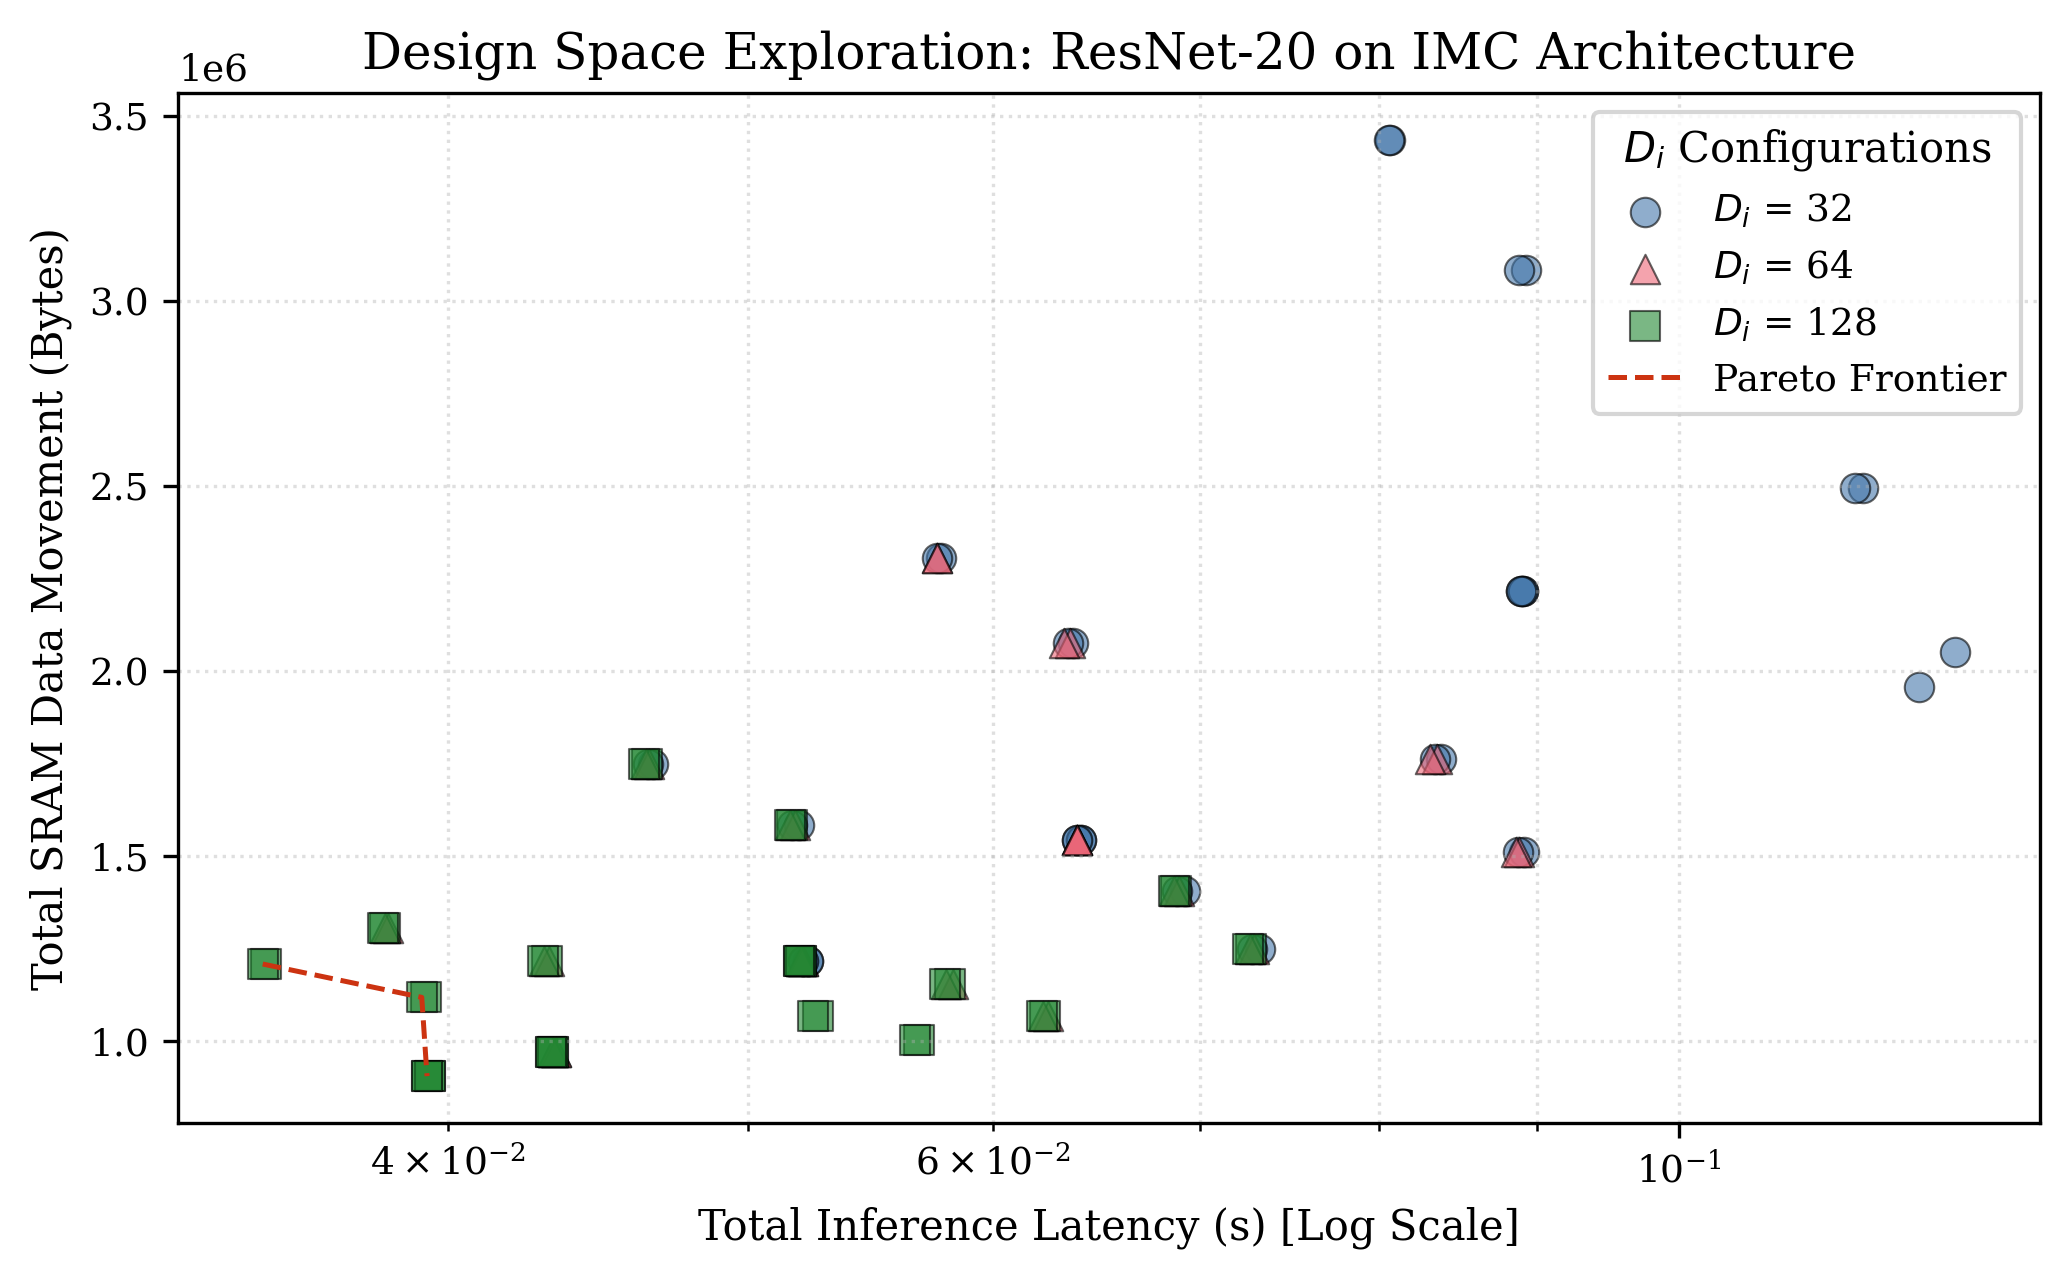 Design Space Exploration: ResNet-20 on IMC Architecture
1e6
3.5
3.0
2.5
2.0
1.5
1.0
Total SRAM Data Movement (Bytes)
D_i Configurations
D_i = 32
D_i = 64
D_i = 128
Pareto Frontier
4 × 10⁻²
6 × 10⁻²
10⁻¹
Total Inference Latency (s) [Log Scale]